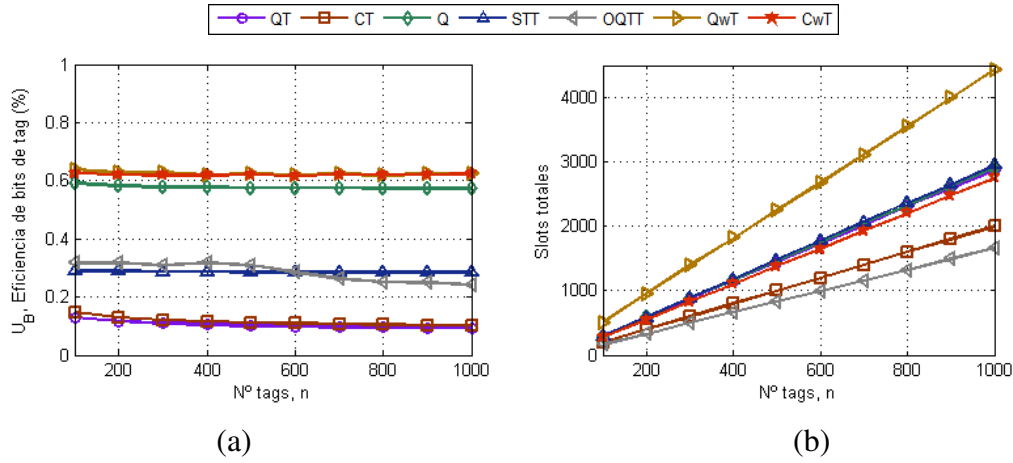 QT CT Q STT OQTT QwT CwT
U_B, Eficiencia de bits de tag (%)
1
0.8
0.6
0.4
0.2
0
200 400 600 800 1000
Nº tags, n
(a)
Slots totales
4000
3000
2000
1000
0
200 400 600 800 1000
Nº tags, n
(b)